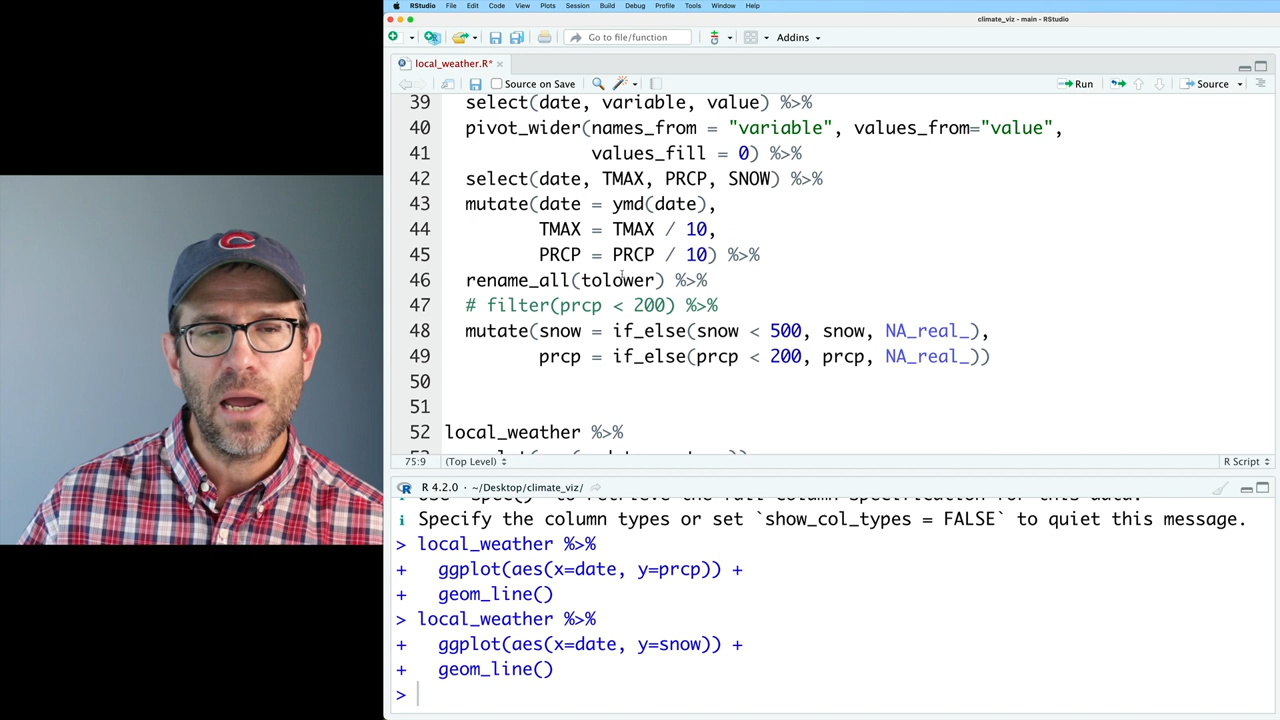 RStudio File Edit Code View Plots Session Build Debug Profile Tools Window Help
climate_viz - main - RStudio
Go to file/function
Addins
local_weather.R*
Source on Save
Run
Source
39 select(date, variable, value) %>%
40 pivot_wider(names_from = "variable", values_from="value",
41 values_fill = 0) %>%
42 select(date, TMAX, PRCP, SNOW) %>%
43 mutate(date = ymd(date),
44 TMAX = TMAX / 10,
45 PRCP = PRCP / 10) %>%
46 rename_all(tolower) %>%
47 # filter(prcp < 200) %>%
48 mutate(snow = if_else(snow < 500, snow, NA_real_),
49 prcp = if_else(prcp < 200, prcp, NA_real_))
50
51
52 local_weather %>%
75:9 (Top Level) R Script
R 4.2.0 · ~/Desktop/climate_viz/
i Specify the column types or set `show_col_types = FALSE` to quiet this message.
> local_weather %>%
+ ggplot(aes(x=date, y=prcp)) +
+ geom_line()
> local_weather %>%
+ ggplot(aes(x=date, y=snow)) +
+ geom_line()
>